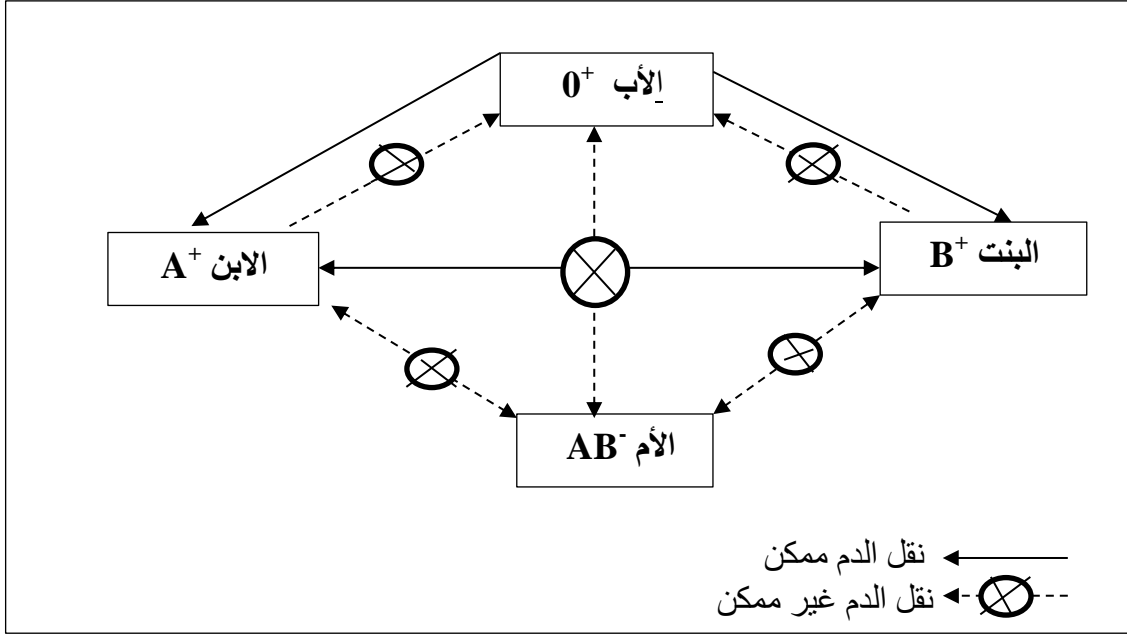 الأب 0⁺
الابن A⁺
البنت B⁺
الأم AB⁻
نقل الدم ممكن
نقل الدم غير ممكن